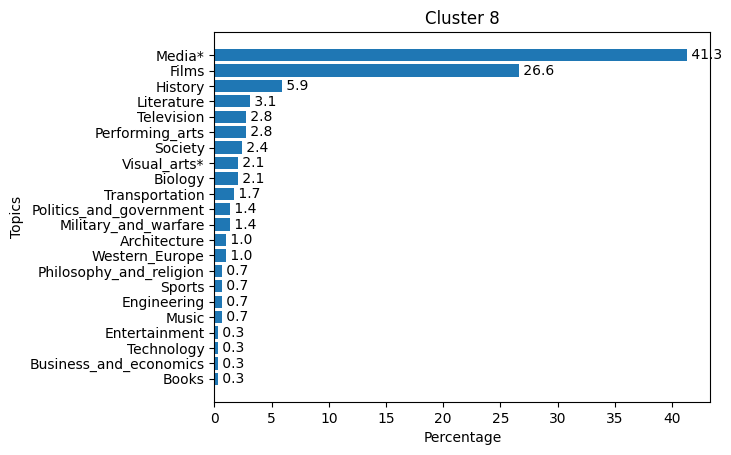 Cluster 8
Topics
Media* 41.3
Films 26.6
History 5.9
Literature 3.1
Television 2.8
Performing_arts 2.8
Society 2.4
Visual_arts* 2.1
Biology 2.1
Transportation 1.7
Politics_and_government 1.4
Military_and_warfare 1.4
Architecture 1.0
Western_Europe 1.0
Philosophy_and_religion 0.7
Sports 0.7
Engineering 0.7
Music 0.7
Entertainment 0.3
Technology 0.3
Business_and_economics 0.3
Books 0.3
0 5 10 15 20 25 30 35 40
Percentage